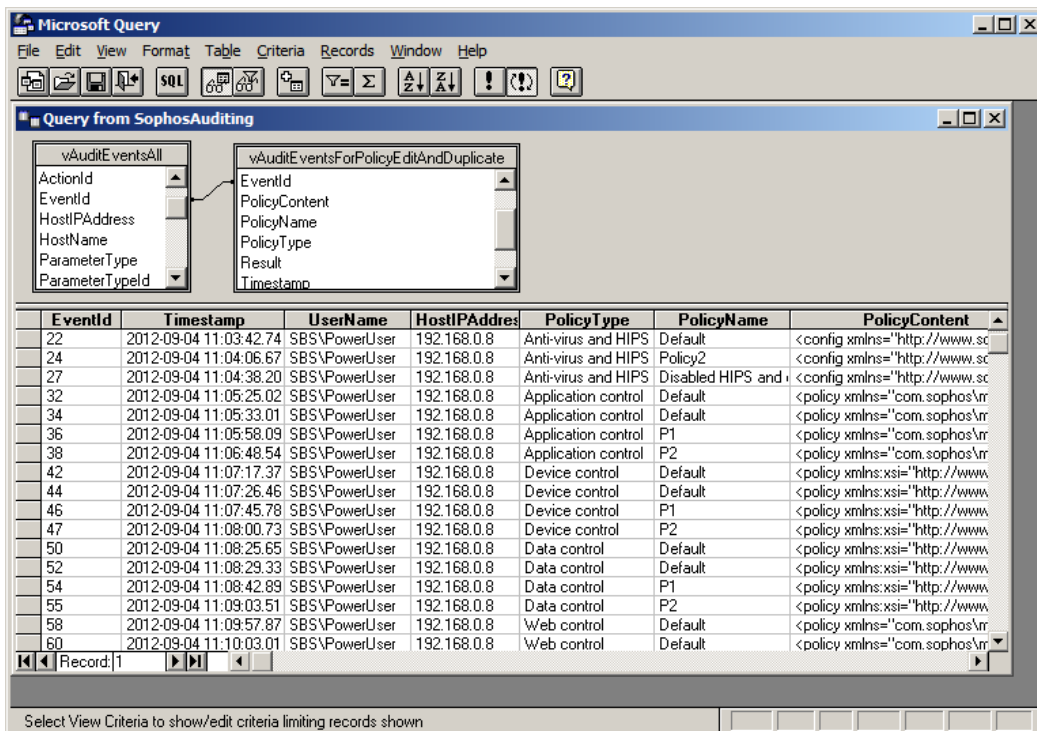 Microsoft Query
File Edit View Format Table Criteria Records Window Help
SQL
Query from SophosAuditing
vAuditEventsAll
ActionId
EventId
HostIPAddress
HostName
ParameterType
ParameterTypeId
vAuditEventsForPolicyEditAndDuplicate
EventId
PolicyContent
PolicyName
PolicyType
Result
Timestamp
EventId Timestamp UserName HostIPAddres PolicyType PolicyName PolicyContent
22 2012-09-04 11:03:42.74 SBS\PowerUser 192.168.0.8 Anti-virus and HIPS Default <config xmlns="http://www.so
24 2012-09-04 11:04:06.67 SBS\PowerUser 192.168.0.8 Anti-virus and HIPS Policy2 <config xmlns="http://www.so
27 2012-09-04 11:04:38.20 SBS\PowerUser 192.168.0.8 Anti-virus and HIPS Disabled HIPS and <config xmlns="http://www.so
32 2012-09-04 11:05:25.02 SBS\PowerUser 192.168.0.8 Application control Default <policy xmlns="com.sophos\m
34 2012-09-04 11:05:33.01 SBS\PowerUser 192.168.0.8 Application control Default <policy xmlns="com.sophos\m
36 2012-09-04 11:05:58.09 SBS\PowerUser 192.168.0.8 Application control P1 <policy xmlns="com.sophos\m
38 2012-09-04 11:06:48.54 SBS\PowerUser 192.168.0.8 Application control P2 <policy xmlns="com.sophos\m
42 2012-09-04 11:07:17.37 SBS\PowerUser 192.168.0.8 Device control Default <policy xmlns:xsi="http://www
44 2012-09-04 11:07:26.46 SBS\PowerUser 192.168.0.8 Device control Default <policy xmlns:xsi="http://www
46 2012-09-04 11:07:45.78 SBS\PowerUser 192.168.0.8 Device control P1 <policy xmlns:xsi="http://www
47 2012-09-04 11:08:00.73 SBS\PowerUser 192.168.0.8 Device control P2 <policy xmlns:xsi="http://www
50 2012-09-04 11:08:25.65 SBS\PowerUser 192.168.0.8 Data control Default <policy xmlns:xsi="http://www
52 2012-09-04 11:08:29.33 SBS\PowerUser 192.168.0.8 Data control Default <policy xmlns:xsi="http://www
54 2012-09-04 11:08:42.89 SBS\PowerUser 192.168.0.8 Data control P1 <policy xmlns:xsi="http://www
55 2012-09-04 11:09:03.51 SBS\PowerUser 192.168.0.8 Data control P2 <policy xmlns:xsi="http://www
58 2012-09-04 11:09:57.87 SBS\PowerUser 192.168.0.8 Web control Default <policy xmlns="com.sophos\m
60 2012-09-04 11:10:03.01 SBS\PowerUser 192.168.0.8 Web control Default <policy xmlns="com.sophos\m
Record: 1
Select View Criteria to show/edit criteria limiting records shown